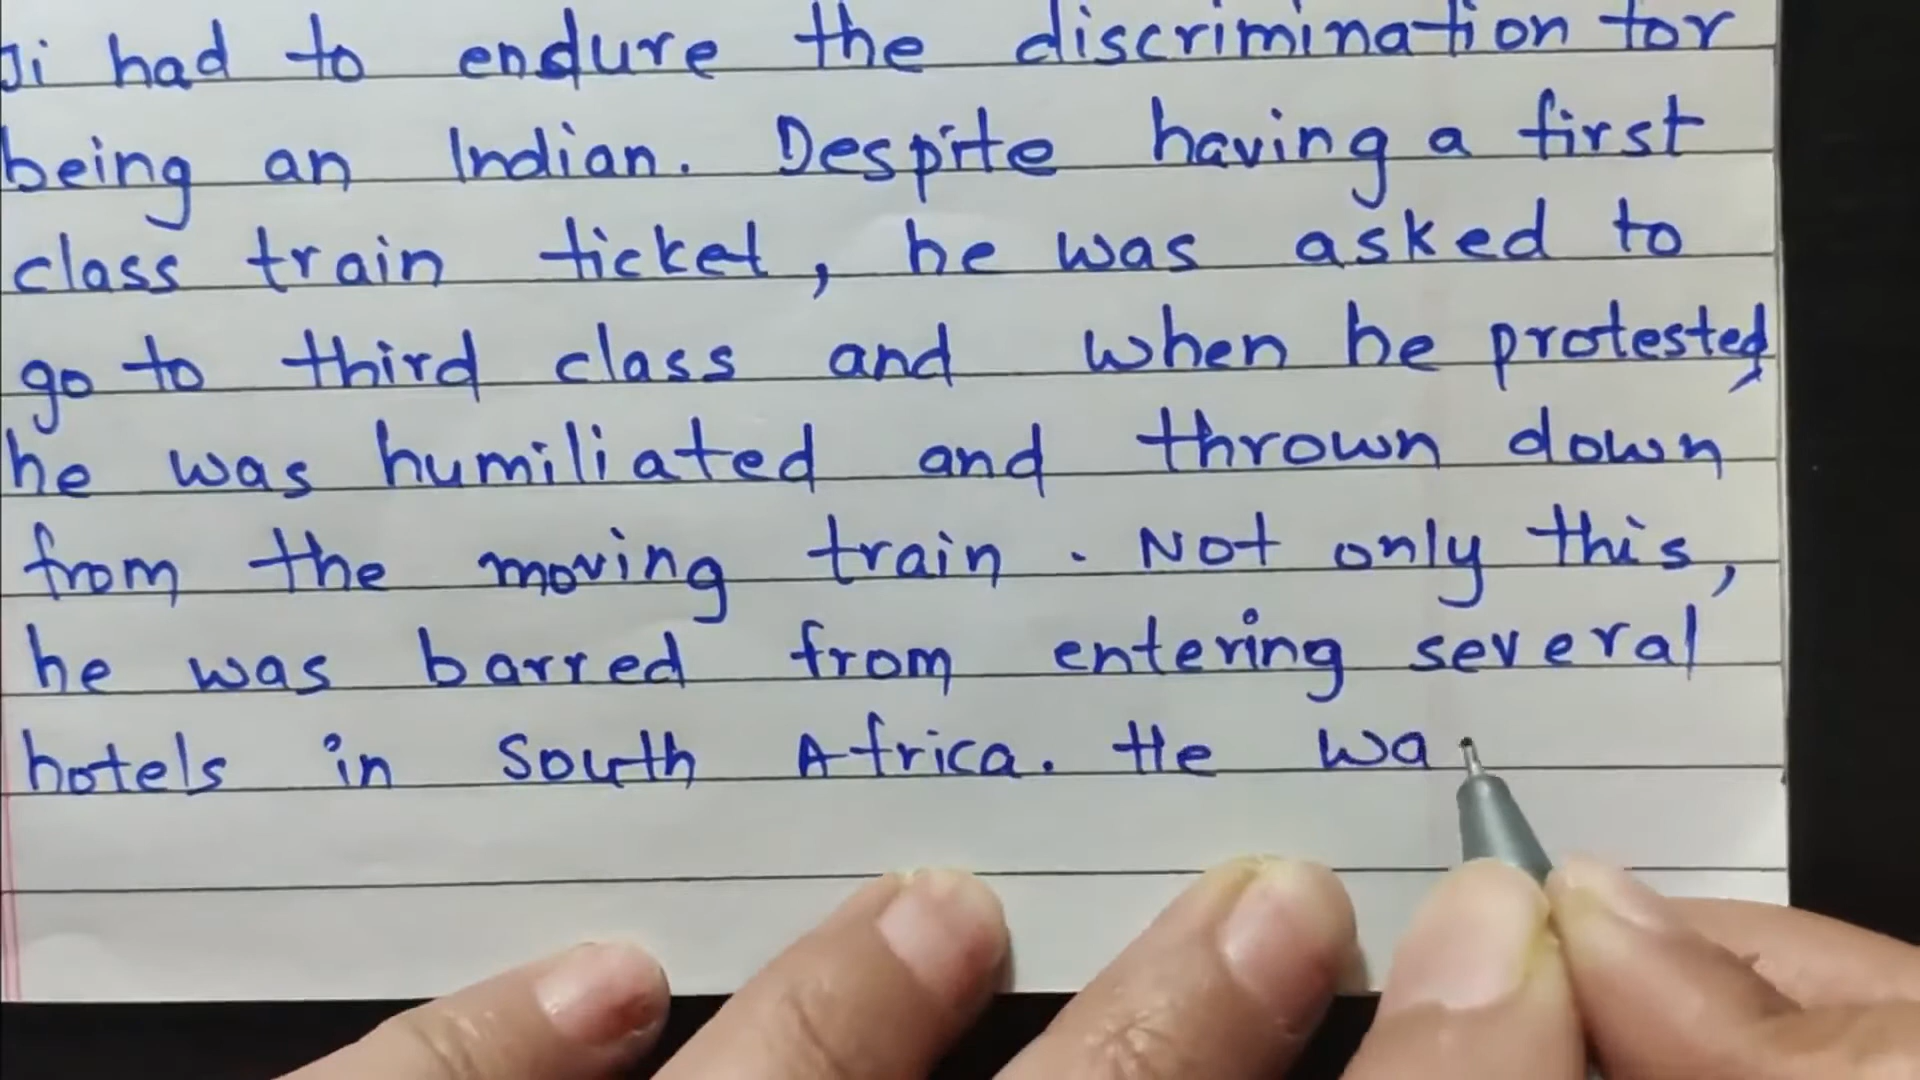 Ji had to endure the discrimination for
being an Indian. Despite having a first
class train ticket, he was asked to
go to third class and when he protested,
he was humiliated and thrown down
from the moving train. Not only this,
he was barred from entering several
hotels in South Africa. He wa